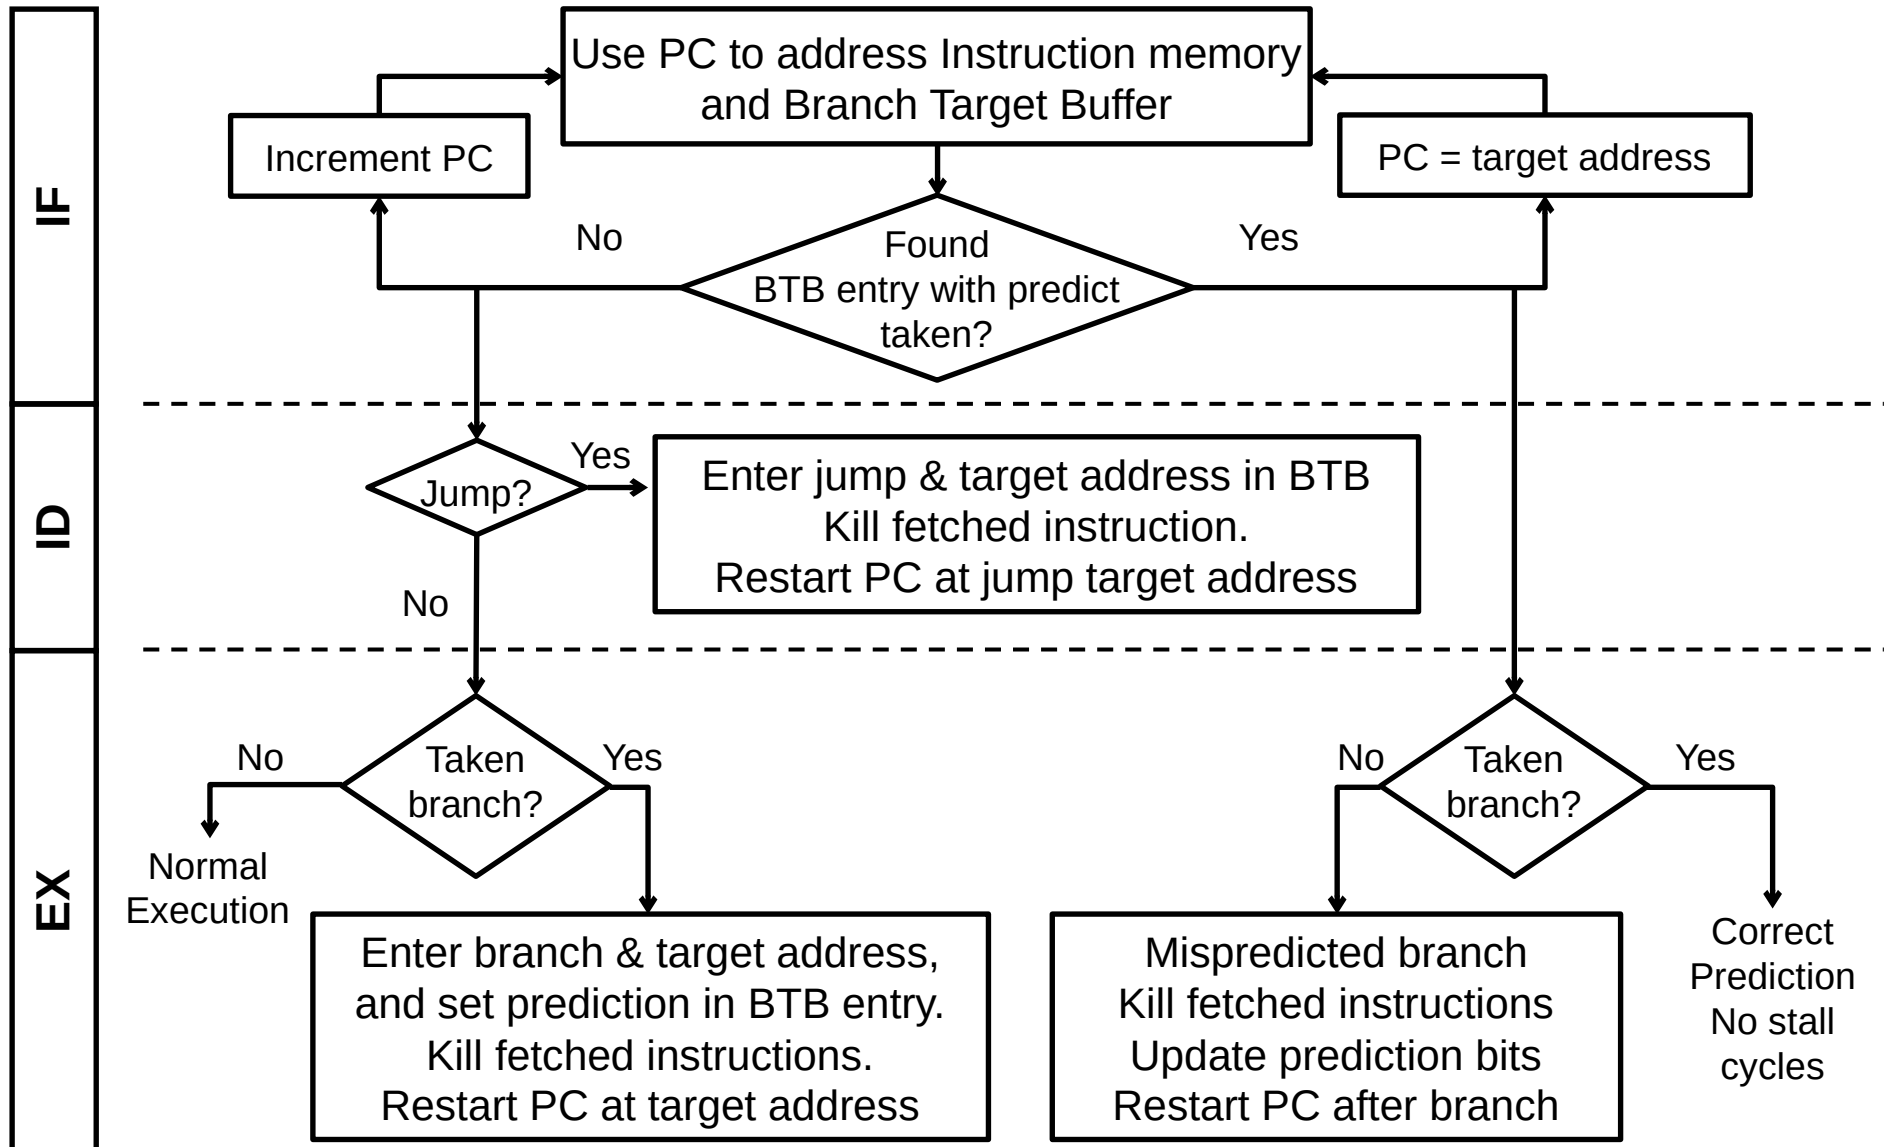 IF
Use PC to address Instruction memory
and Branch Target Buffer
Increment PC
PC = target address
No
Found
BTB entry with predict
taken?
Yes
ID
Jump?
Yes
No
Enter jump & target address in BTB
Kill fetched instruction.
Restart PC at jump target address
EX
No
Taken
branch?
Yes
Normal
Execution
Enter branch & target address,
and set prediction in BTB entry.
Kill fetched instructions.
Restart PC at target address
No
Taken
branch?
Yes
Mispredicted branch
Kill fetched instructions
Update prediction bits
Restart PC after branch
Correct
Prediction
No stall
cycles